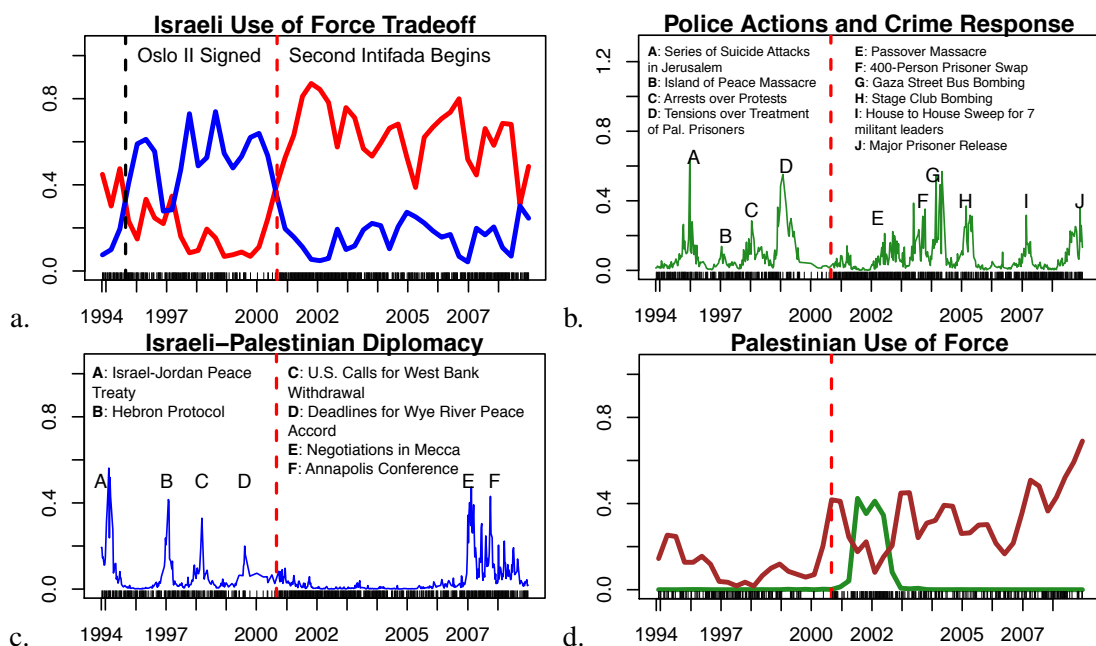 Israeli Use of Force Tradeoff
Oslo II Signed
Second Intifada Begins
0.0 0.4 0.8
1994 1997 2000 2002 2005 2007
a.
Police Actions and Crime Response
A: Series of Suicide Attacks
in Jerusalem
B: Island of Peace Massacre
C: Arrests over Protests
D: Tensions over Treatment
of Pal. Prisoners
E: Passover Massacre
F: 400-Person Prisoner Swap
G: Gaza Street Bus Bombing
H: Stage Club Bombing
I: House to House Sweep for 7
militant leaders
J: Major Prisoner Release
A B C D E F G H I J
0.0 0.4 0.8 1.2
1994 1997 2000 2002 2005 2007
b.
Israeli−Palestinian Diplomacy
A: Israel-Jordan Peace
Treaty
B: Hebron Protocol
C: U.S. Calls for West Bank
Withdrawal
D: Deadlines for Wye River Peace
Accord
E: Negotiations in Mecca
F: Annapolis Conference
A B C D E F
0.0 0.4 0.8
1994 1997 2000 2002 2005 2007
c.
Palestinian Use of Force
0.0 0.4 0.8
1994 1997 2000 2002 2005 2007
d.